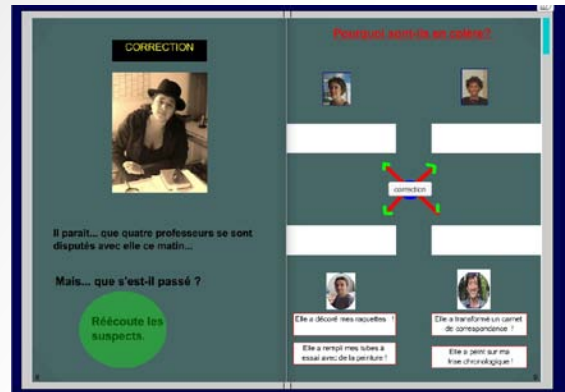 CORRECTION
Il parait... que quatre professeurs se sont
disputés avec elle ce matin...
Mais... que s'est-il passé ?
Réécoute les
suspects.
Pourquoi sont-ils en colère?
correction
Elle a décoré mes raquettes !
Elle a transformé un carnet
de correspondance !
Elle a rempli mes tubes à
essai avec de la peinture !
Elle a peint sur ma
frise chronologique !